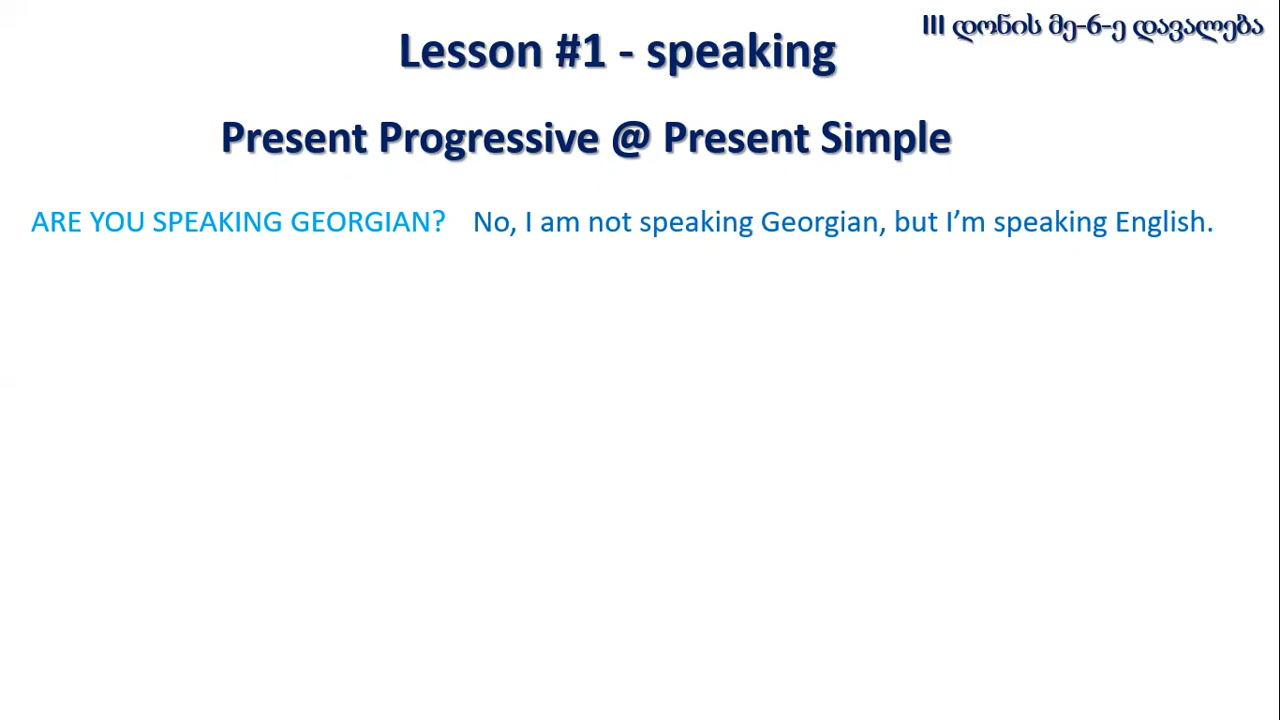 III დონის მე-6-ე დავალება
Lesson #1 - speaking
Present Progressive @ Present Simple
ARE YOU SPEAKING GEORGIAN? No, I am not speaking Georgian, but I’m speaking English.